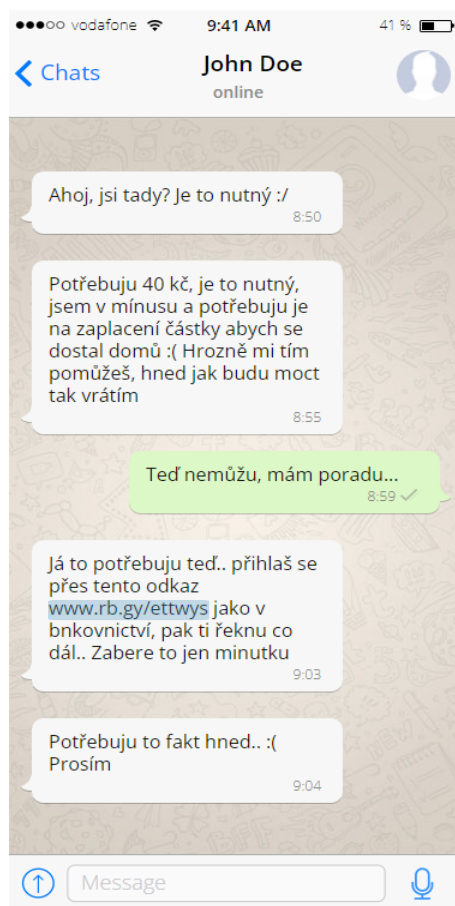 vodafone 9:41 AM 41 %
Chats John Doe
online
Ahoj, jsi tady? Je to nutný :/
8:50
Potřebuju 40 kč, je to nutný,
jsem v mínusu a potřebuju je
na zaplacení částky abych se
dostal domů :( Hrozně mi tím
pomůžeš, hned jak budu moct
tak vrátím
8:55
Teď nemůžu, mám poradu...
8:59
Já to potřebuju teď.. přihlaš se
přes tento odkaz
www.rb.gy/ettwys jako v
bnkovnictví, pak ti řeknu co
dál.. Zabere to jen minutku
9:03
Potřebuju to fakt hned.. :(
Prosím
9:04
Message